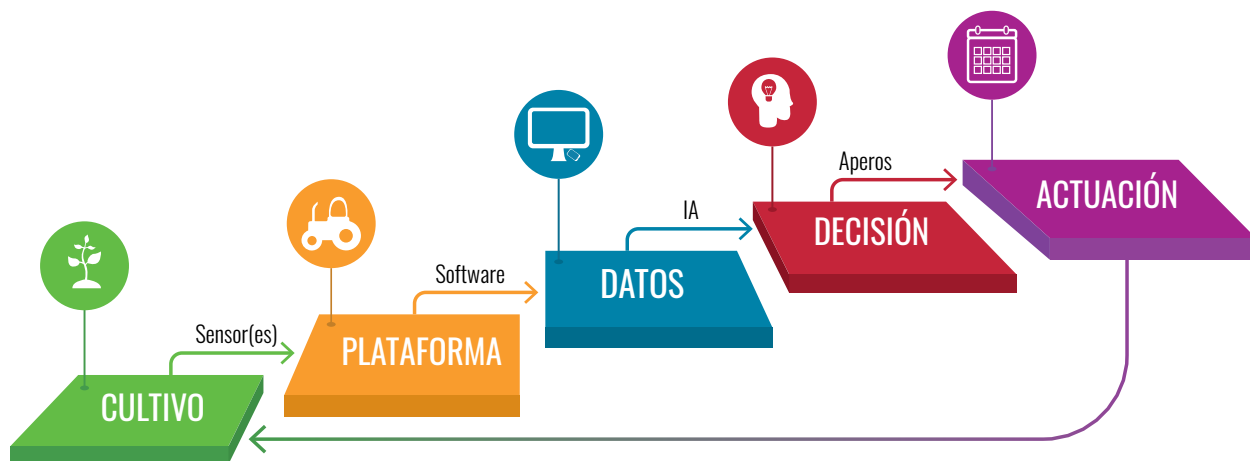 CULTIVO
Sensor(es)
PLATAFORMA
Software
DATOS
IA
DECISIÓN
Aperos
ACTUACIÓN